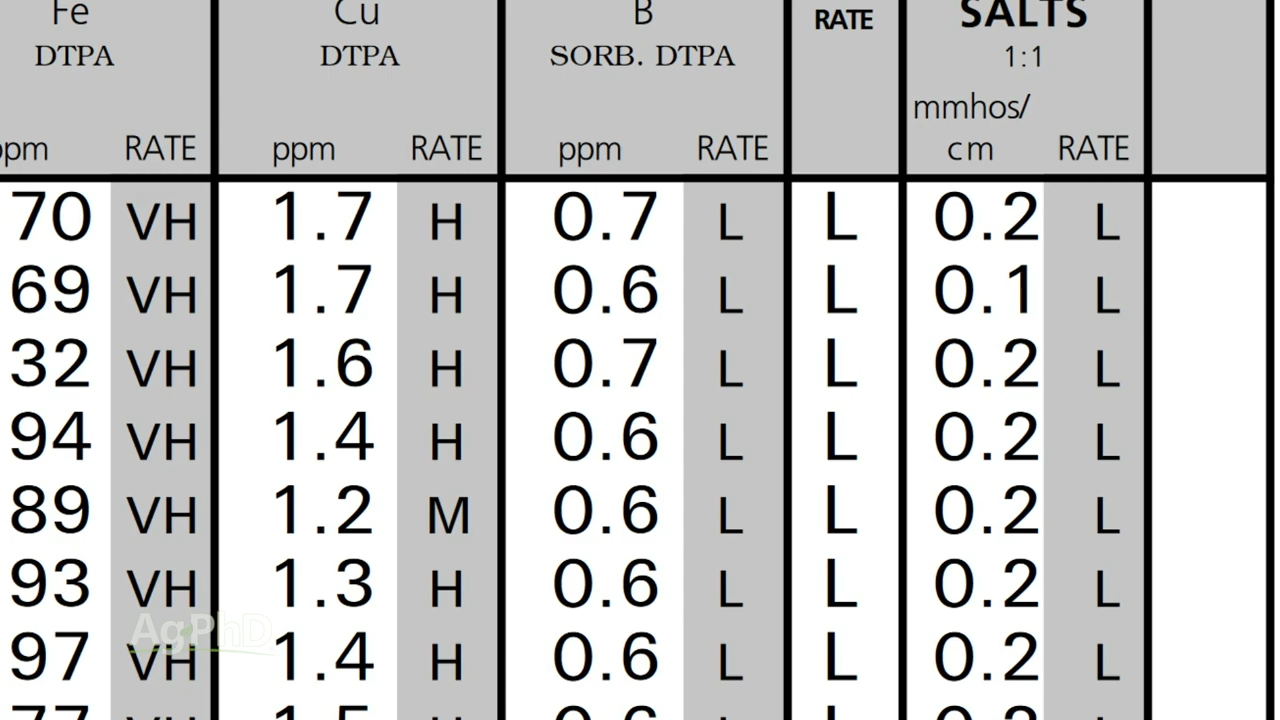 Fe Cu B RATE SALTS
DTPA DTPA SORB. DTPA 1:1
mmhos/
ppm RATE ppm RATE ppm RATE cm RATE
70 VH 1.7 H 0.7 L L 0.2 L
69 VH 1.7 H 0.6 L L 0.1 L
32 VH 1.6 H 0.7 L L 0.2 L
94 VH 1.4 H 0.6 L L 0.2 L
89 VH 1.2 M 0.6 L L 0.2 L
93 VH 1.3 H 0.6 L L 0.2 L
AgPhD
97 VH 1.4 H 0.6 L L 0.2 L